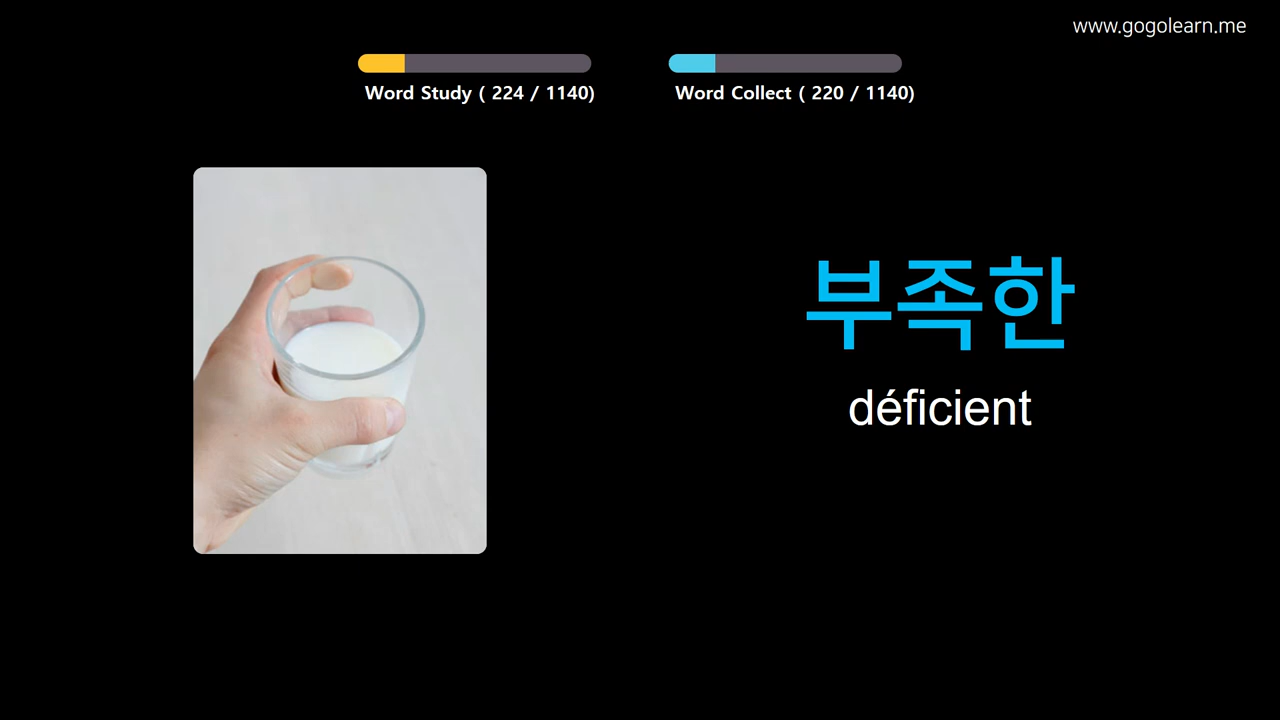 www.gogolearn.me
Word Study ( 224 / 1140)
Word Collect ( 220 / 1140)
부족한
déficient